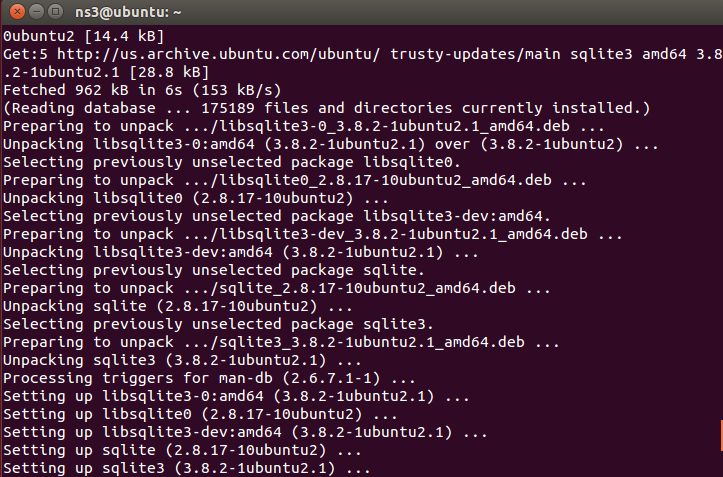 ns3@ubuntu: ~
0ubuntu2 [14.4 kB]
Get:5 http://us.archive.ubuntu.com/ubuntu/ trusty-updates/main sqlite3 amd64 3.8
.2-1ubuntu2.1 [28.8 kB]
Fetched 962 kB in 6s (153 kB/s)
(Reading database ... 175189 files and directories currently installed.)
Preparing to unpack .../libsqlite3-0_3.8.2-1ubuntu2.1_amd64.deb ...
Unpacking libsqlite3-0:amd64 (3.8.2-1ubuntu2.1) over (3.8.2-1ubuntu2) ...
Selecting previously unselected package libsqlite0.
Preparing to unpack .../libsqlite0_2.8.17-10ubuntu2_amd64.deb ...
Unpacking libsqlite0 (2.8.17-10ubuntu2) ...
Selecting previously unselected package libsqlite3-dev:amd64.
Preparing to unpack .../libsqlite3-dev_3.8.2-1ubuntu2.1_amd64.deb ...
Unpacking libsqlite3-dev:amd64 (3.8.2-1ubuntu2.1) ...
Selecting previously unselected package sqlite.
Preparing to unpack .../sqlite_2.8.17-10ubuntu2_amd64.deb ...
Unpacking sqlite (2.8.17-10ubuntu2) ...
Selecting previously unselected package sqlite3.
Preparing to unpack .../sqlite3_3.8.2-1ubuntu2.1_amd64.deb ...
Unpacking sqlite3 (3.8.2-1ubuntu2.1) ...
Processing triggers for man-db (2.6.7.1-1) ...
Setting up libsqlite3-0:amd64 (3.8.2-1ubuntu2.1) ...
Setting up libsqlite0 (2.8.17-10ubuntu2) ...
Setting up libsqlite3-dev:amd64 (3.8.2-1ubuntu2.1) ...
Setting up sqlite (2.8.17-10ubuntu2) ...
Setting up sqlite3 (3.8.2-1ubuntu2.1) ...